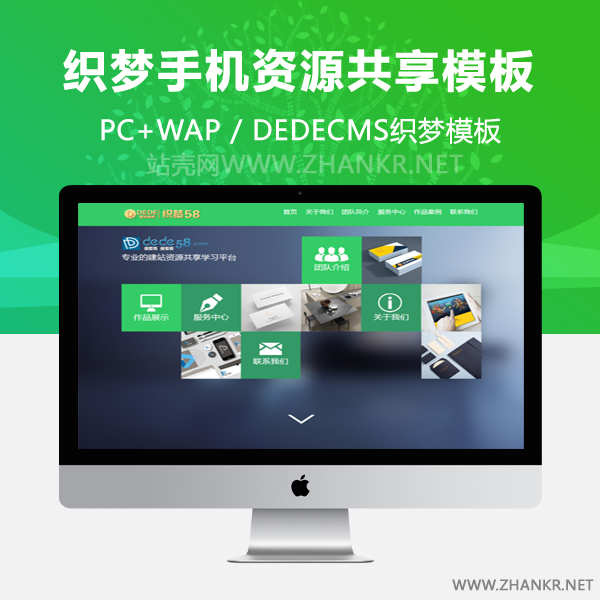 织梦手机资源共享模板
PC+WAP / DEDECMS织梦模板
站壳网WWW.ZHANKR.NET
DEDE 织梦58
首页 关于我们 团队简介 服务中心 作品案例 联系我们
dede58.com
专业的建站资源共享学习平台
团队介绍
作品展示
服务中心
关于我们
联系我们
WWW.ZHANKR.NET